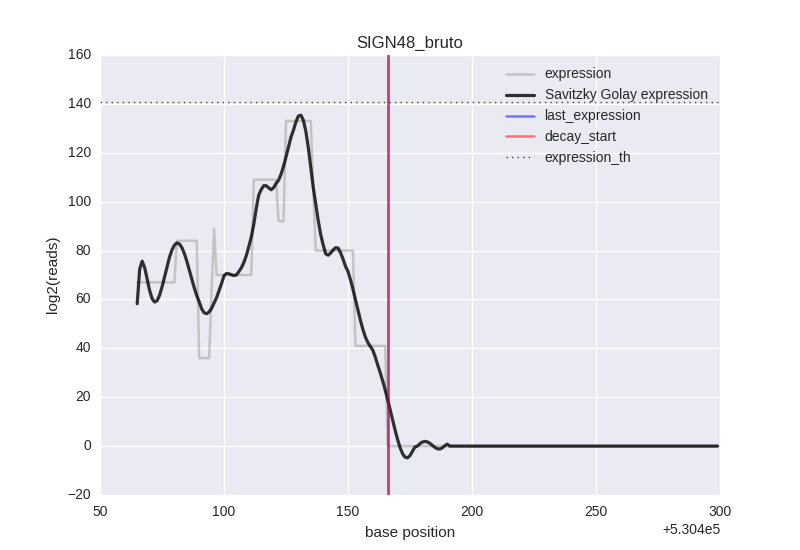 SIGN48_bruto
160
140
120
100
80
60
40
20
0
−20
log2(reads)
expression
Savitzky Golay expression
last_expression
decay_start
expression_th
50
100
150
200
250
300
+5.304e5
base position